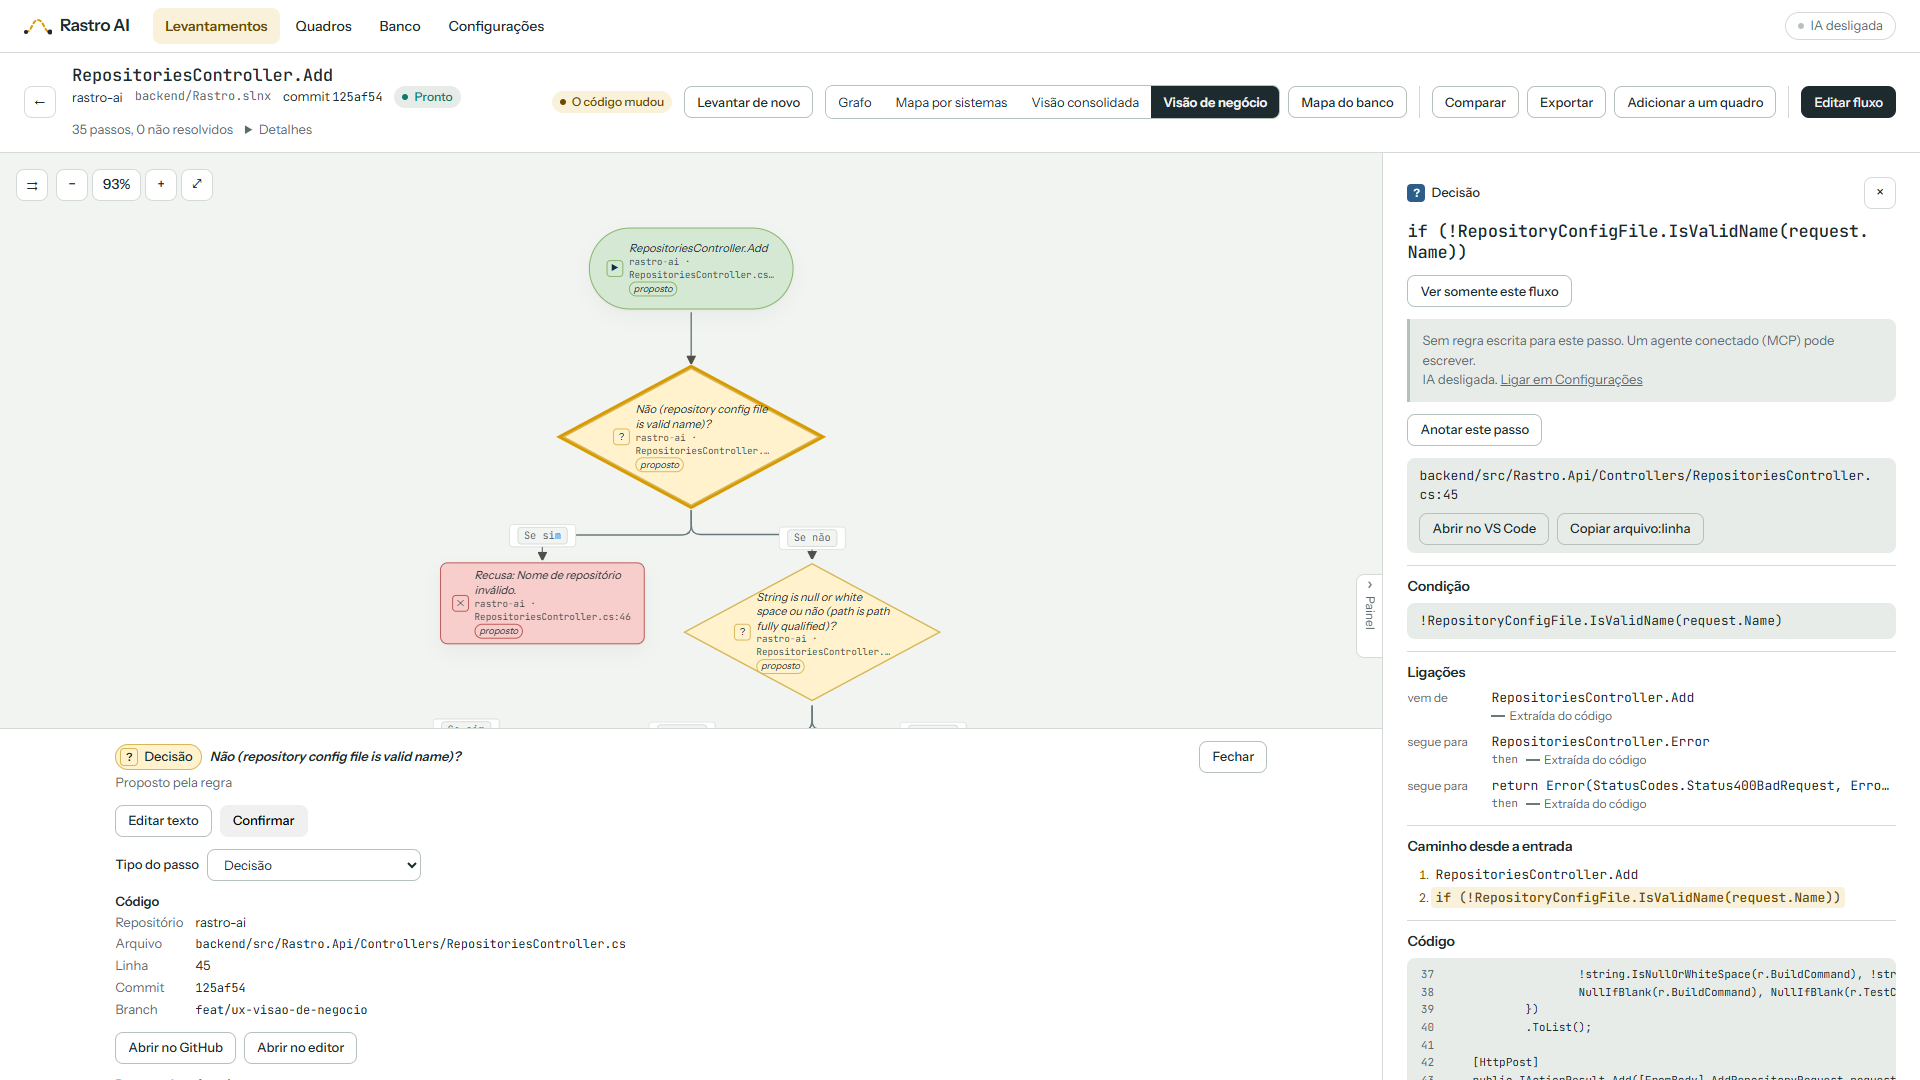 Rastro AI
Levantamentos
Quadros
Banco
Configurações
IA desligada
←
RepositoriesController.Add
rastro-ai backend/Rastro.slnx commit 125af54 Pronto
35 passos, 0 não resolvidos ▶ Detalhes
O código mudou
Levantar de novo
Grafo
Mapa por sistemas
Visão consolidada
Visão de negócio
Mapa do banco
Comparar
Exportar
Adicionar a um quadro
Editar fluxo
− 93% +
RepositoriesController.Add
rastro-ai ·
RepositoriesController.cs…
proposto
Não (repository config file
is valid name)?
?
rastro-ai ·
RepositoriesController.…
proposto
Se sim
Se não
Recusa: Nome de repositório
inválido.
rastro-ai ·
RepositoriesController.cs:46
proposto
String is null or white
space ou não (path is path
fully qualified)?
?
rastro-ai ·
RepositoriesController.…
proposto
Se sim
› Painel
? Decisão Não (repository config file is valid name)?
Fechar
Proposto pela regra
Editar texto
Confirmar
Tipo do passo Decisão
Código
Repositório rastro-ai
Arquivo backend/src/Rastro.Api/Controllers/RepositoriesController.cs
Linha 45
Commit 125af54
Branch feat/ux-visao-de-negocio
Abrir no GitHub
Abrir no editor
? Decisão
×
if (!RepositoryConfigFile.IsValidName(request.
Name))
Ver somente este fluxo
Sem regra escrita para este passo. Um agente conectado (MCP) pode
escrever.
IA desligada. Ligar em Configurações
Anotar este passo
backend/src/Rastro.Api/Controllers/RepositoriesController.
cs:45
Abrir no VS Code
Copiar arquivo:linha
Condição
!RepositoryConfigFile.IsValidName(request.Name)
Ligações
vem de RepositoriesController.Add
— Extraída do código
segue para RepositoriesController.Error
then — Extraída do código
segue para return Error(StatusCodes.Status400BadRequest, Erro…
then — Extraída do código
Caminho desde a entrada
1. RepositoriesController.Add
2. if (!RepositoryConfigFile.IsValidName(request.Name))
Código
37 !string.IsNullOrWhiteSpace(r.BuildCommand), !str
38 NullIfBlank(r.BuildCommand), NullIfBlank(r.TestC
39 })
40 .ToList();
41
42 [HttpPost]
43 public IActionResult Add([FromBody] AddRepositoryRequest request